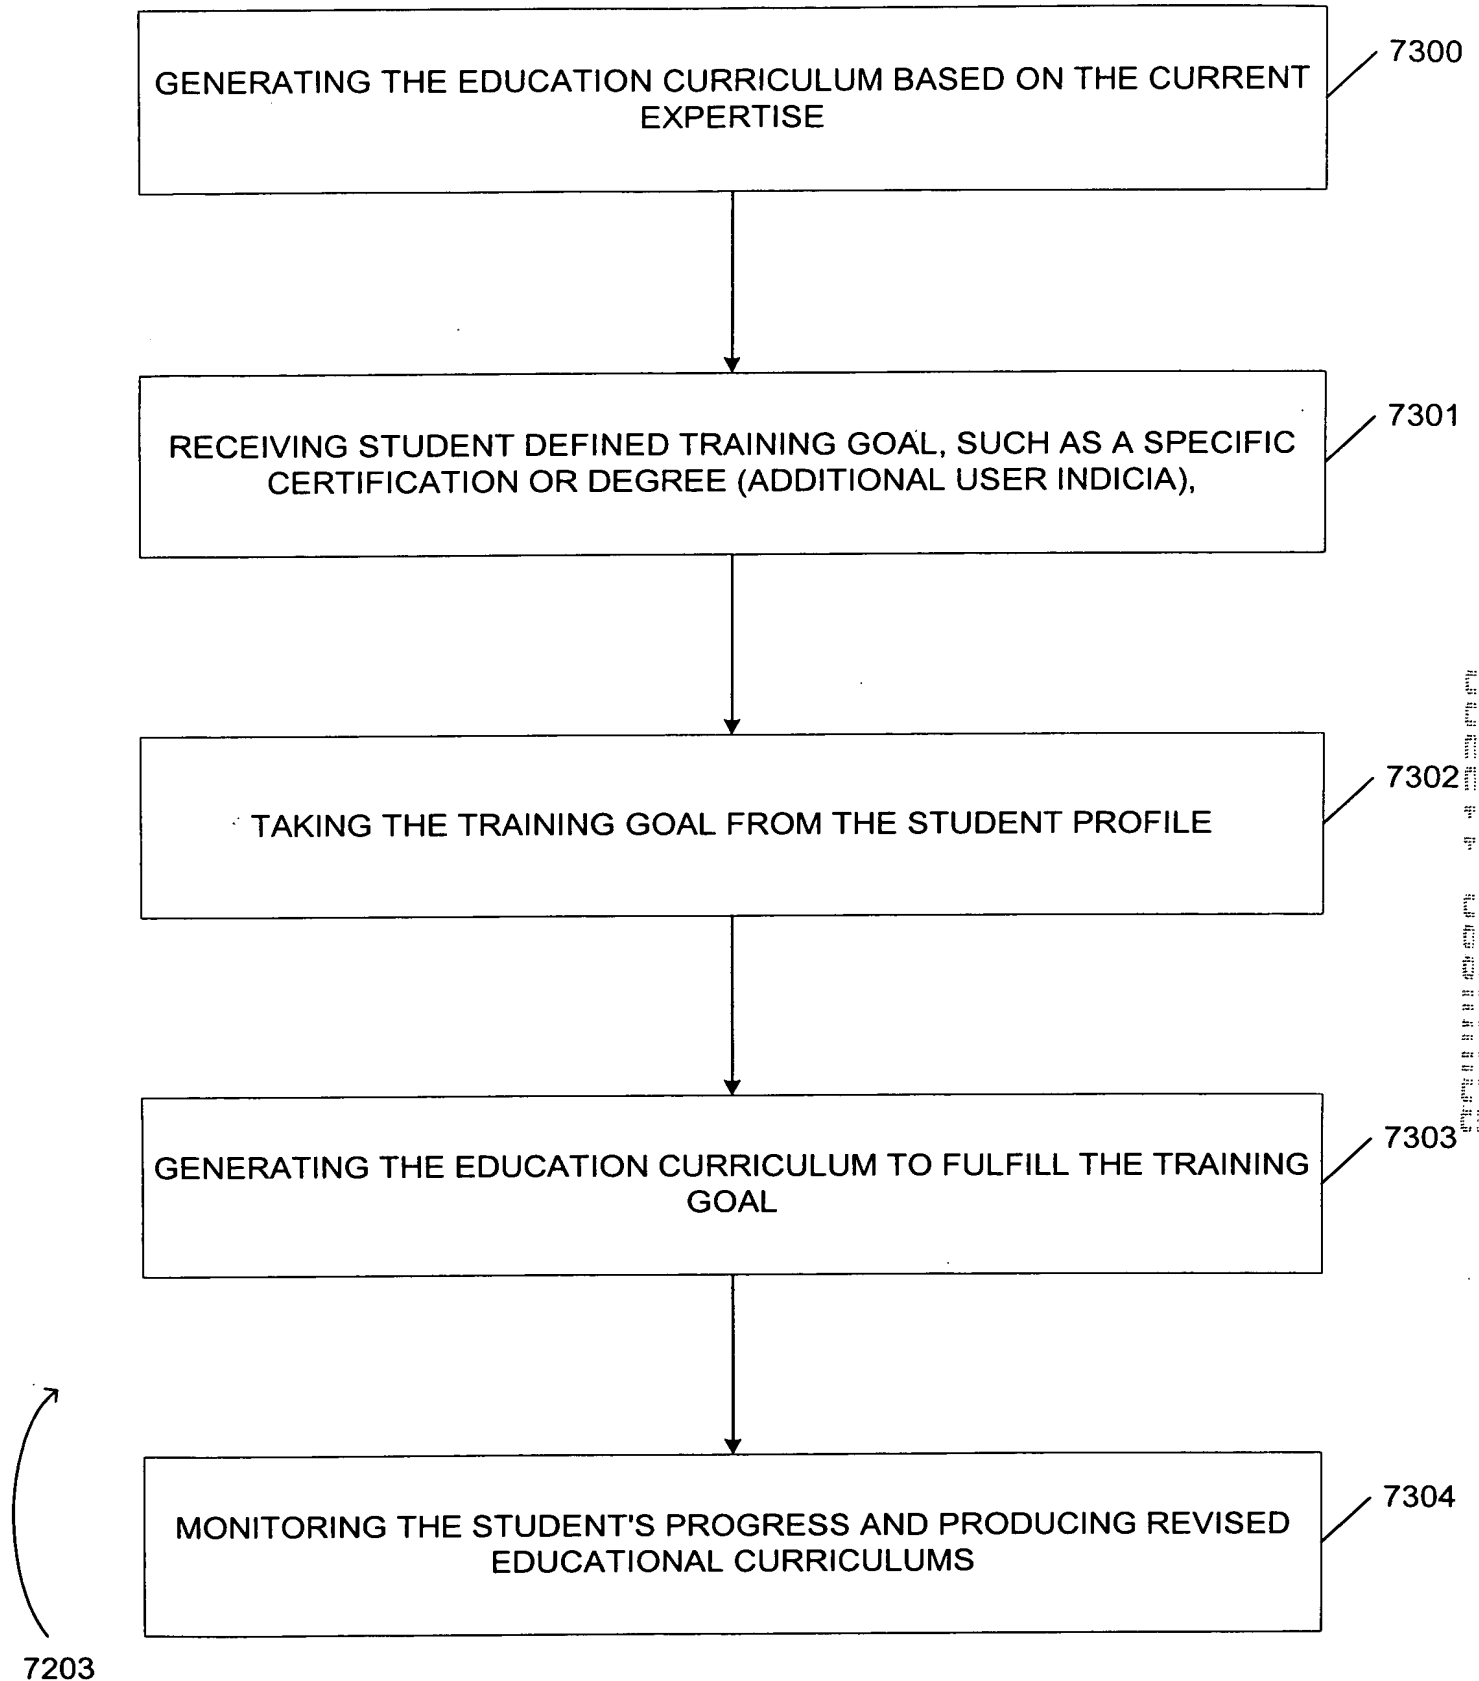 7300
GENERATING THE EDUCATION CURRICULUM BASED ON THE CURRENT
EXPERTISE
7301
RECEIVING STUDENT DEFINED TRAINING GOAL, SUCH AS A SPECIFIC
CERTIFICATION OR DEGREE (ADDITIONAL USER INDICIA),
7302
TAKING THE TRAINING GOAL FROM THE STUDENT PROFILE
7303
GENERATING THE EDUCATION CURRICULUM TO FULFILL THE TRAINING
GOAL
7304
MONITORING THE STUDENT'S PROGRESS AND PRODUCING REVISED
EDUCATIONAL CURRICULUMS
7203